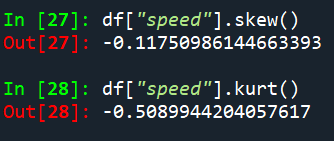 In [27]: df["speed"].skew()
Out[27]: -0.11750986144663393
In [28]: df["speed"].kurt()
Out[28]: -0.5089944204057617